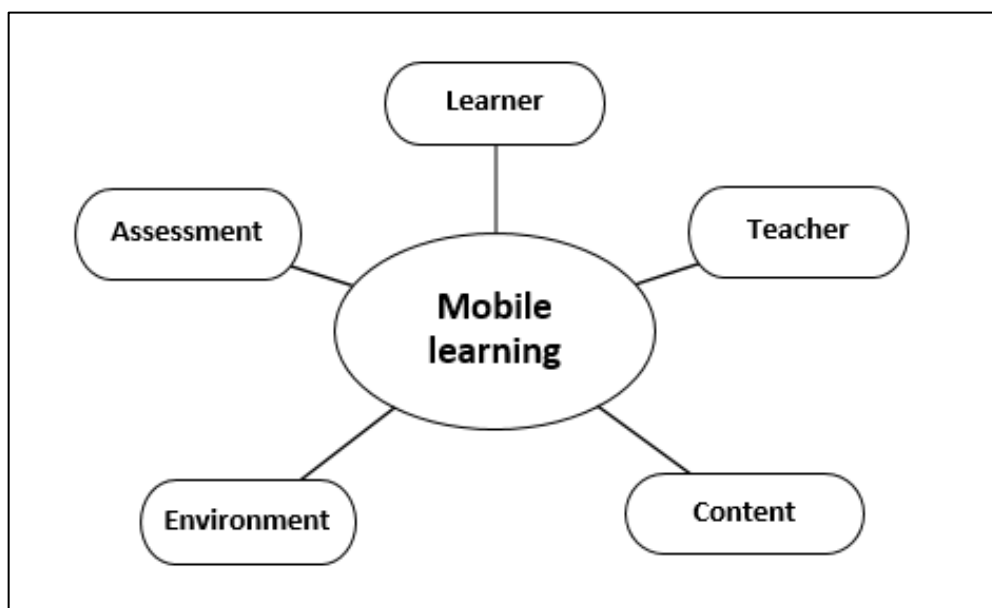 Learner
Assessment
Teacher
Mobile
learning
Environment
Content